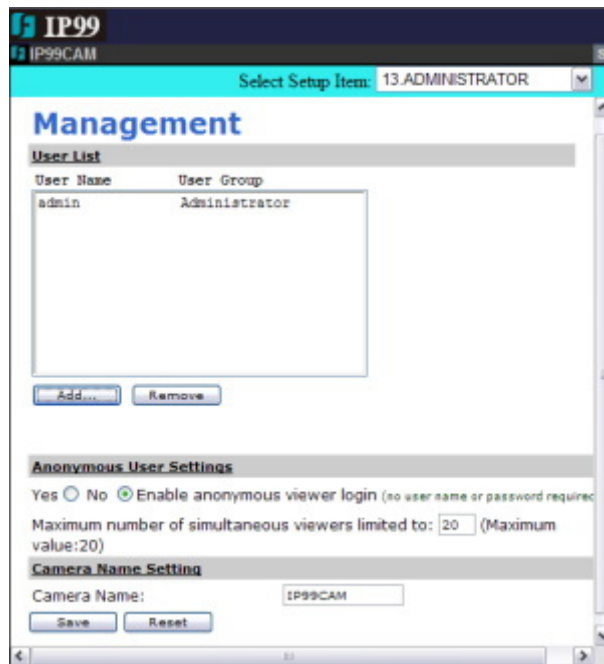 IP99
IP99CAM
Select Setup Item: 13.ADMINISTRATOR
Management
User List
User Name User Group
admin Administrator
Add... Remove
Anonymous User Settings
Yes No Enable anonymous viewer login (no user name or password required
Maximum number of simultaneous viewers limited to: 20 (Maximum
value:20)
Camera Name Setting
Camera Name: IP99CAM
Save Reset